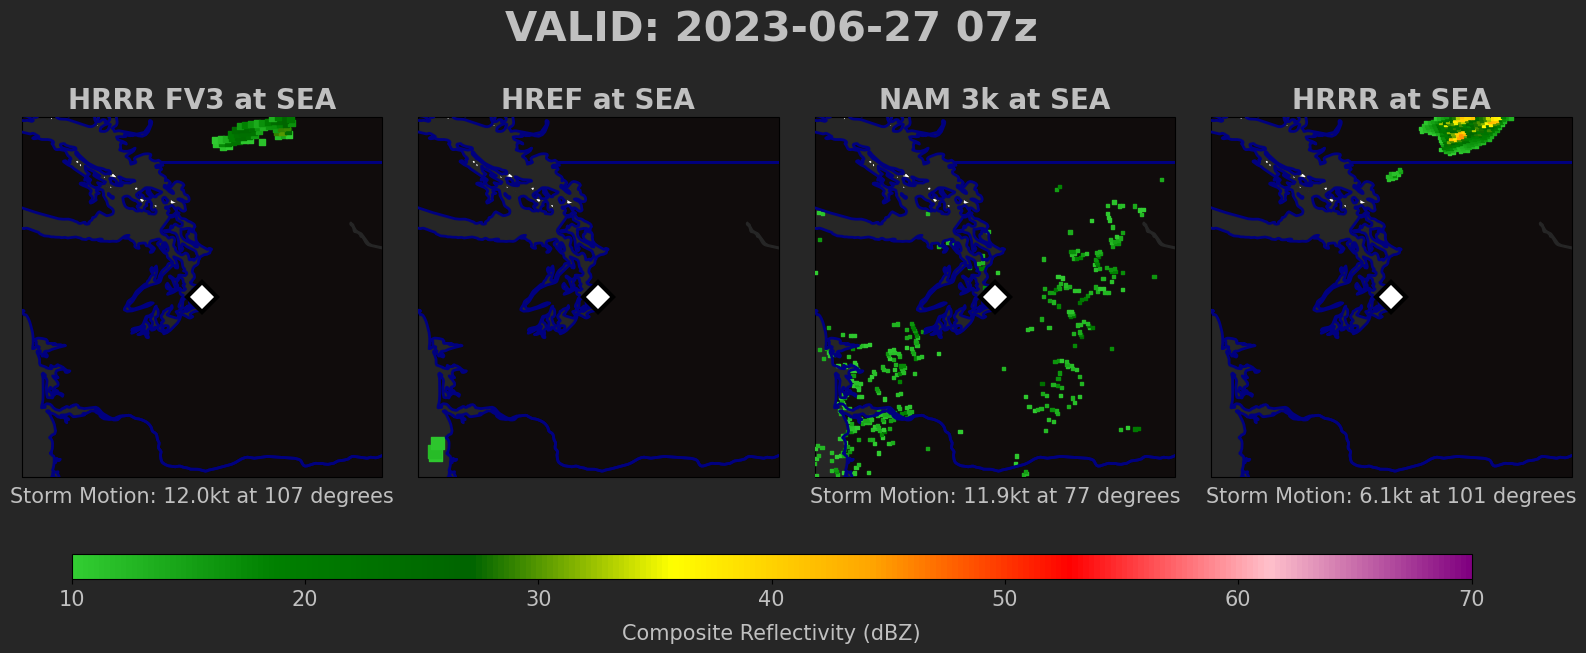 VALID: 2023-06-27 07z
HRRR FV3 at SEA
HREF at SEA
NAM 3k at SEA
HRRR at SEA
Storm Motion: 12.0kt at 107 degrees
Storm Motion: 11.9kt at 77 degrees
Storm Motion: 6.1kt at 101 degrees
10 20 30 40 50 60 70
Composite Reflectivity (dBZ)